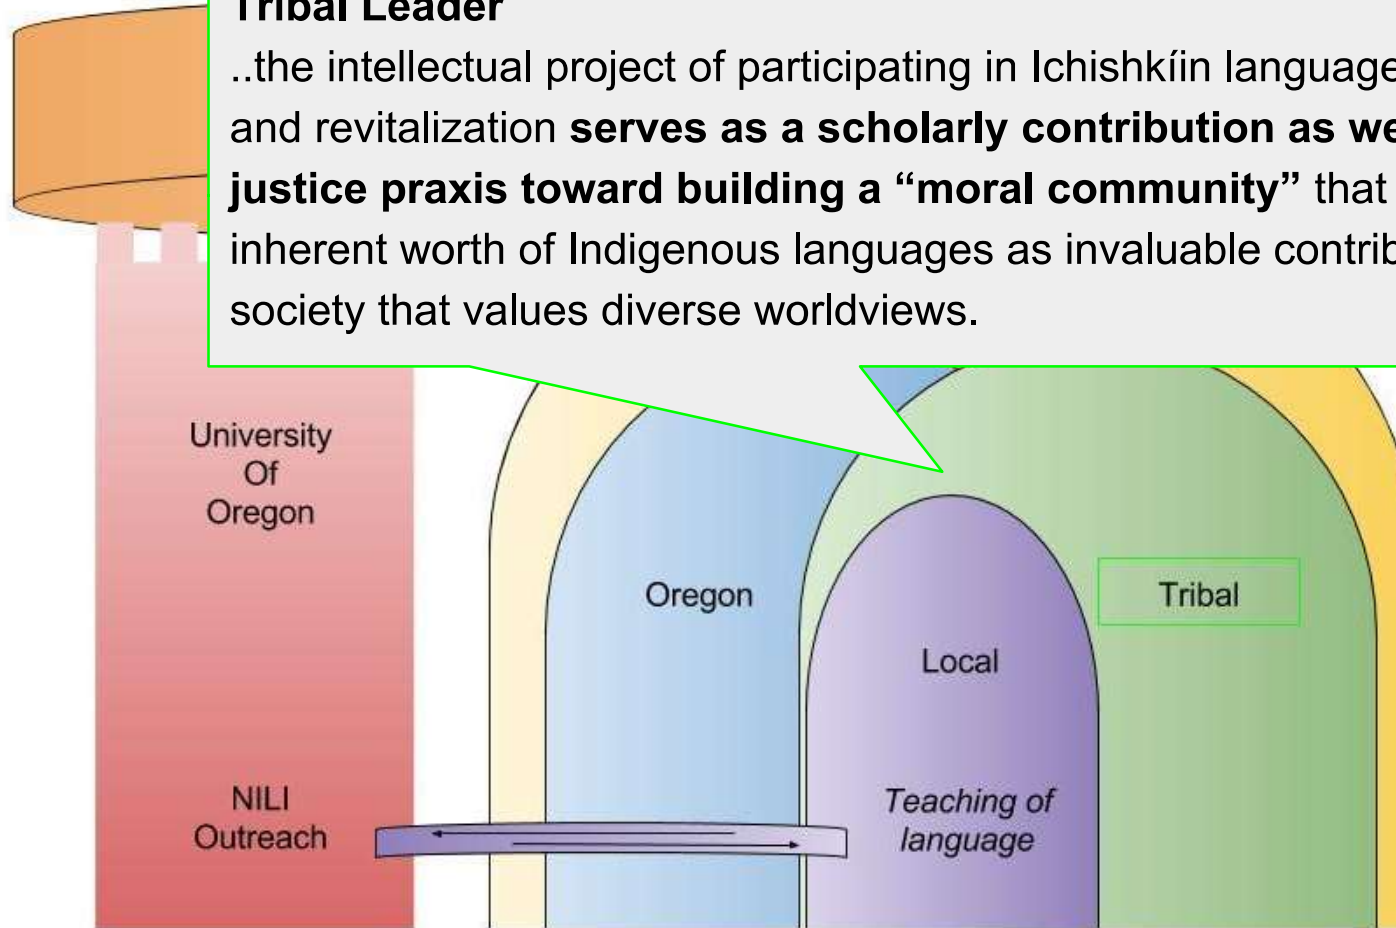 Tribal Leader
..the intellectual project of participating in Ichishkíin language
and revitalization serves as a scholarly contribution as
justice praxis toward building a “moral community” that
inherent worth of Indigenous languages as invaluable
society that values diverse worldviews.
University
Of
Oregon
Oregon
Tribal
Local
NILI
Outreach
Teaching of
language